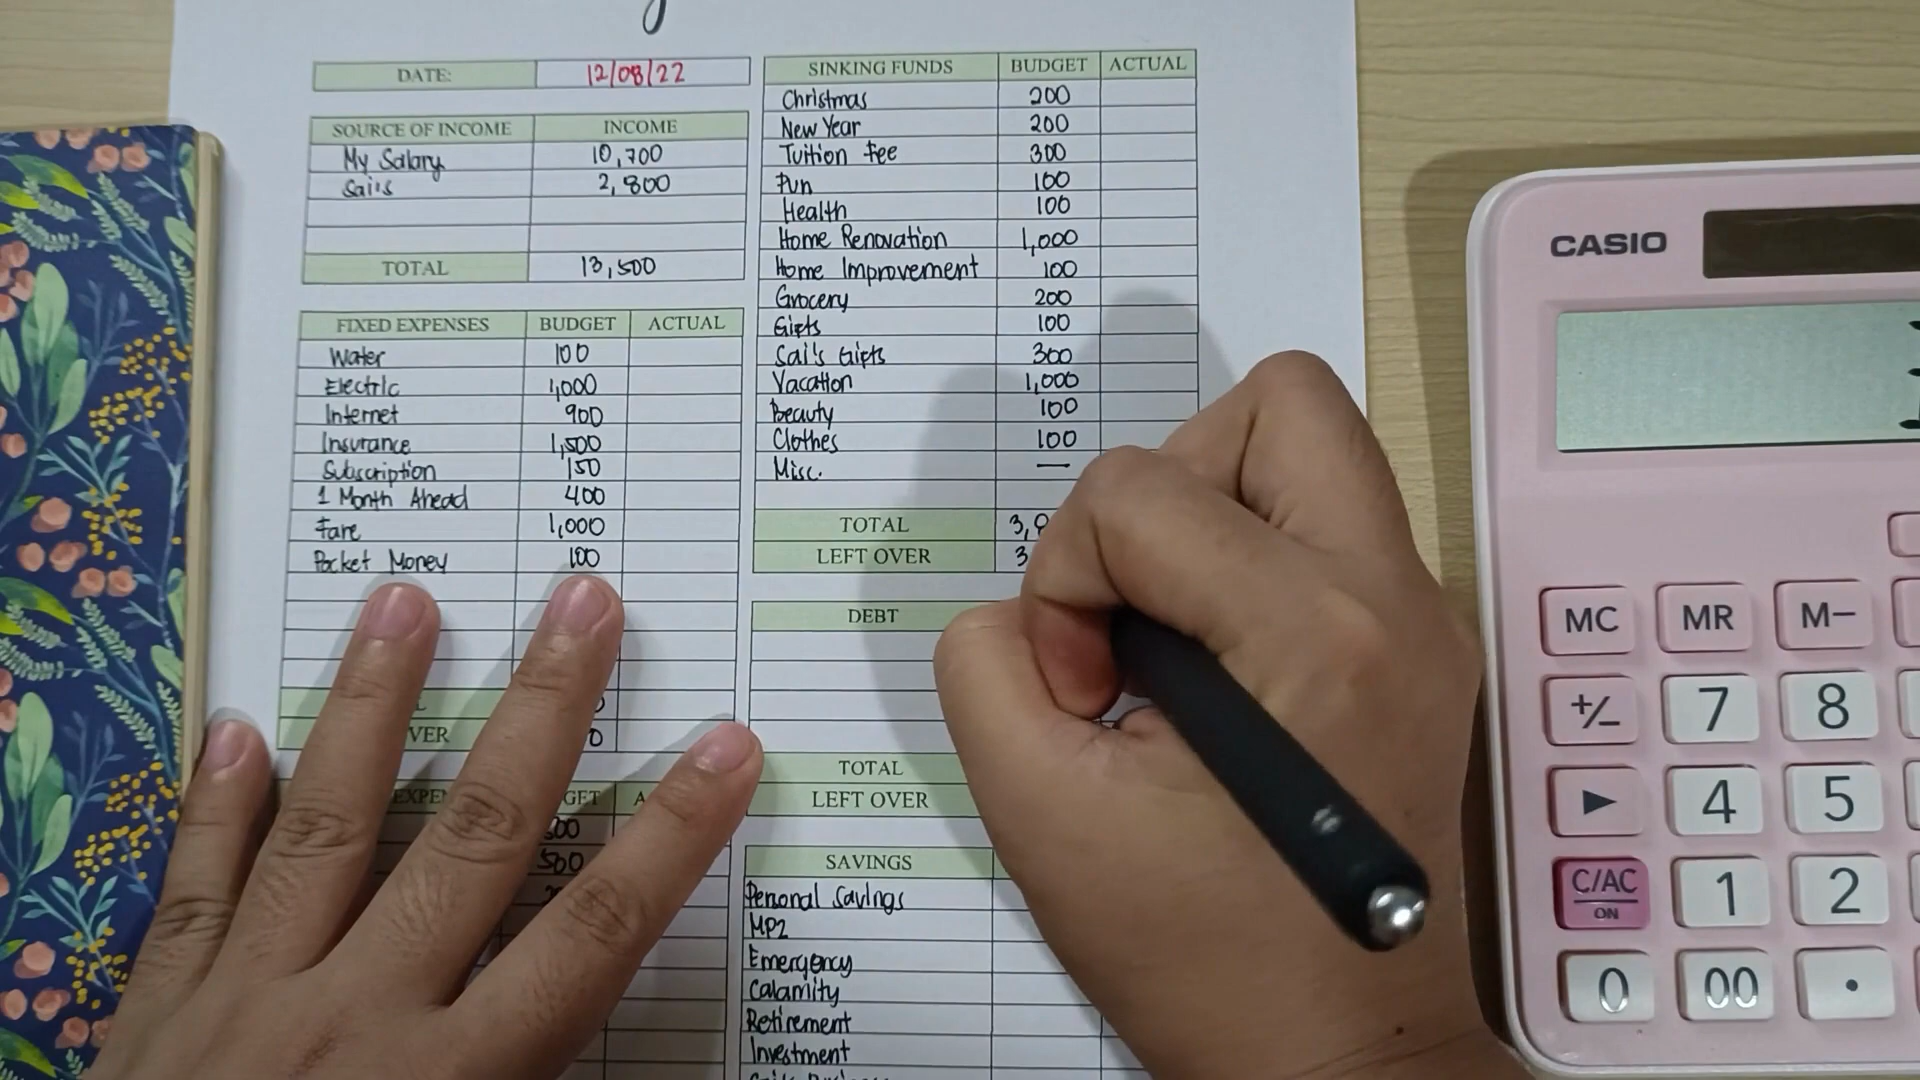 DATE: 12/08/22
SOURCE OF INCOME INCOME
My Salary 10,700
Sai's 2,800
TOTAL 13,500
FIXED EXPENSES BUDGET ACTUAL
Water 100
Electric 1,000
Internet 900
Insurance 1,500
Subscription 150
1 Month Ahead 400
Fare 1,000
Pocket Money 100
SINKING FUNDS BUDGET ACTUAL
Christmas 200
New Year 200
Tuition Fee 300
Fun 100
Health 100
Home Renovation 1,000
Home Improvement 100
Grocery 200
Gifts 100
Sai's Gifts 300
Vacation 1,000
Beauty 100
Clothes 100
Misc. —
TOTAL 3,8
LEFT OVER 3
DEBT
TOTAL
LEFT OVER
SAVINGS
Personal Savings
MP2
Emergency
Calamity
Retirement
Investment
CASIO
MC MR M−
+/− 7 8
▶ 4 5
C/AC ON 1 2
0 00 ·